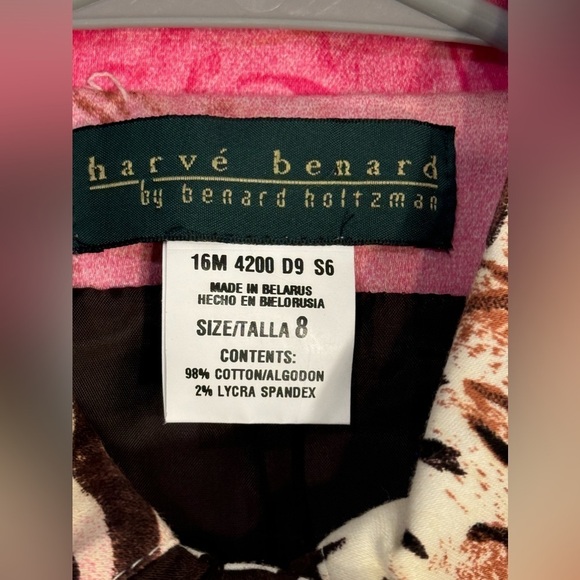 harvé benard
by benard holtzman
16M 4200 D9 S6
MADE IN BELARUS
HECHO EN BIELORUSIA
SIZE/TALLA 8
CONTENTS:
98% COTTON/ALGODON
2% LYCRA SPANDEX